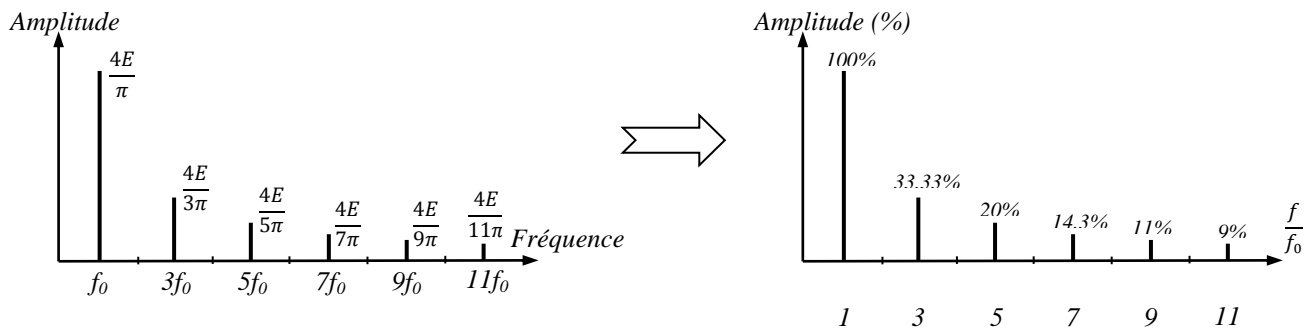 Amplitude
4E/π
4E/3π
4E/5π
4E/7π
4E/9π
4E/11π
Fréquence
f₀ 3f₀ 5f₀ 7f₀ 9f₀ 11f₀
Amplitude (%)
100%
33.33%
20%
14.3%
11%
9%
f/f₀
1 3 5 7 9 11